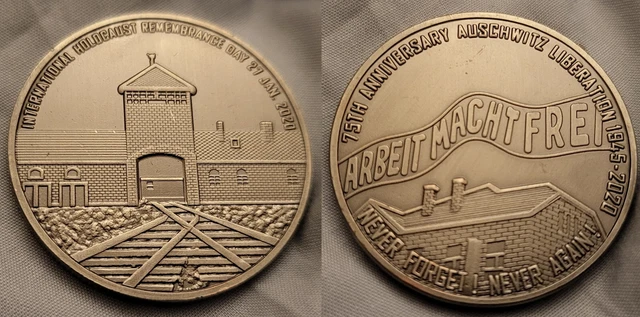 INTERNATIONAL HOLOCAUST REMEMBRANCE DAY 27 JAN. 2020
75TH ANNIVERSARY AUSCHWITZ LIBERATION 1945-2020
ARBEIT MACHT FREI
NEVER FORGET! NEVER AGAIN!